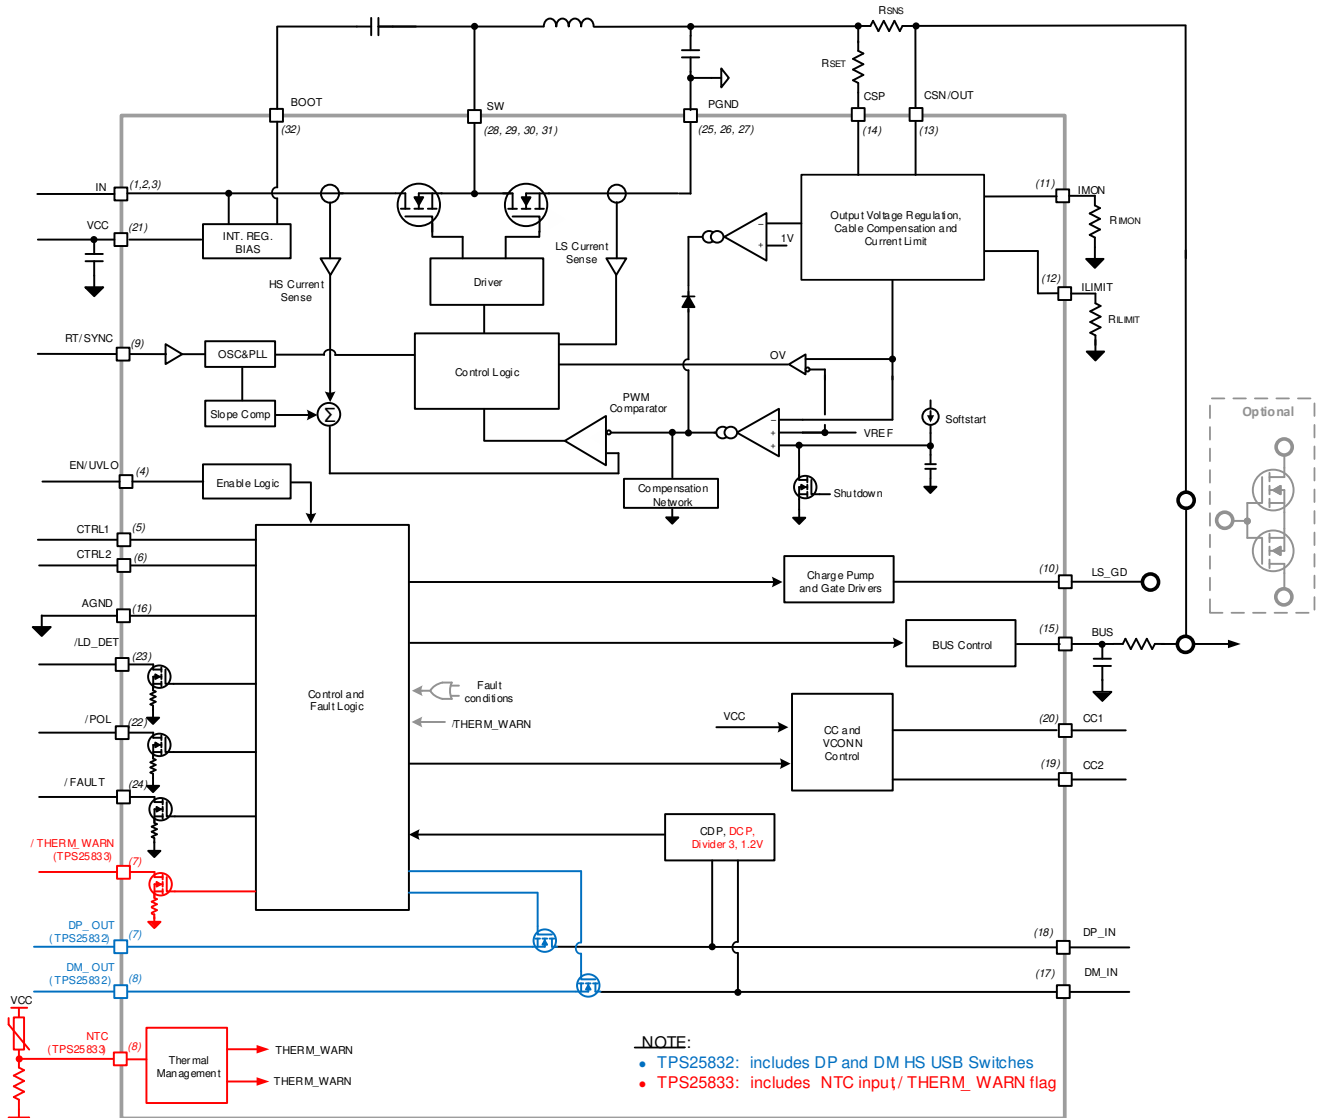 RSNS
RSET
BOOT
SW
PGND
CSP
CSN/OUT
(32)
(28, 29, 30, 31)
(25, 26, 27)
(14)
(13)
IN
(1,2,3)
(11)
IMON
RIMON
VCC
(21)
INT. REG.
BIAS
Output Voltage Regulation,
Cable Compensation and
Current Limit
1V
−
+
LS Current
Sense
HS Current
Sense
Driver
(12)
ILIMIT
RILIMIT
RT/SYNC
(9)
OSC&PLL
Control Logic
OV
Slope Comp
Σ
PWM
Comparator
−
+
+
VREF
Softstart
Optional
EN/UVLO
(4)
Enable Logic
Compensation
Network
Shutdown
CTRL1
(5)
CTRL2
(6)
AGND
(16)
Charge Pump
and Gate Drivers
(10)
LS_GD
/LD_DET
(23)
BUS Control
(15)
BUS
Control and
Fault Logic
Fault
conditions
/THERM_WARN
/POL
(22)
VCC
CC and
VCONN
Control
(20)
CC1
(19)
CC2
/FAULT
(24)
CDP, DCP,
Divider 3, 1.2V
/ THERM_WARN
(TPS25833)
(7)
DP_ OUT
(TPS25832)
(7)
(18)
DP_IN
DM_ OUT
(TPS25832)
(8)
(17)
DM_IN
VCC
NTC
(TPS25833)
(8)
Thermal
Management
THERM_WARN
THERM_WARN
NOTE:
• TPS25832: includes DP and DM HS USB Switches
• TPS25833: includes NTC input / THERM_ WARN flag